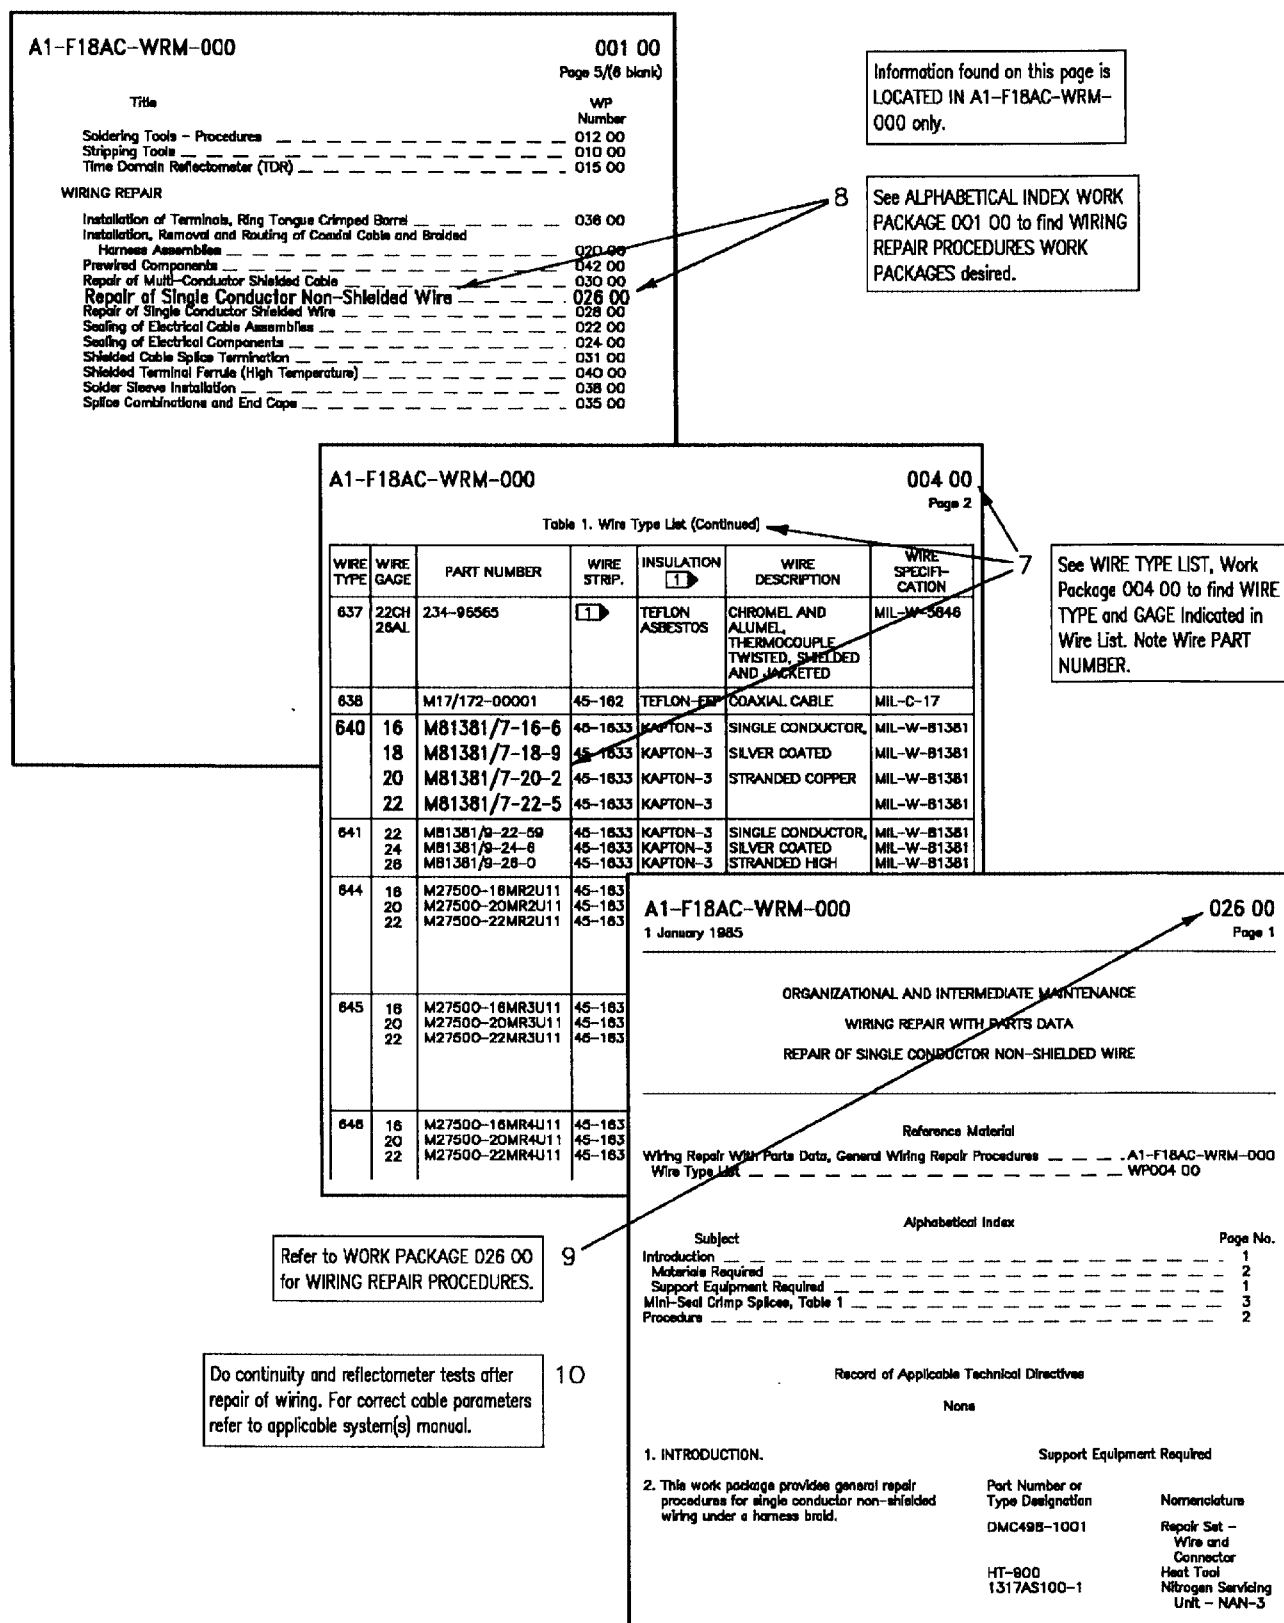 A1-F18AC-WRM-000 001 00
Page 5/(6 blank)
Title WP
Number
Soldering Tools - Procedures 012 00
Stripping Tools 010 00
Time Domain Reflectometer (TDR) 015 00
WIRING REPAIR
Installation of Terminals, Ring Tongue Crimped Barrel 036 00
Installation, Removal and Routing of Coaxial Cable and Braided
Harness Assemblies 020 00
Prewired Components 042 00
Repair of Multi-Conductor Shielded Cable 030 00
Repair of Single Conductor Non-Shielded Wire 026 00
Repair of Single Conductor Shielded Wire 028 00
Sealing of Electrical Cable Assemblies 022 00
Sealing of Electrical Components 024 00
Shielded Cable Splice Termination 031 00
Shielded Terminal Ferrule (High Temperature) 040 00
Solder Sleeve Installation 038 00
Splice Combinations and End Caps 035 00
Information found on this page is
LOCATED IN A1-F18AC-WRM-
000 only.
8
See ALPHABETICAL INDEX WORK
PACKAGE 001 00 to find WIRING
REPAIR PROCEDURES WORK
PACKAGES desired.
A1-F18AC-WRM-000 004 00
Page 2
Table 1. Wire Type List (Continued)
WIRE TYPE WIRE GAGE PART NUMBER WIRE STRIP. INSULATION 1 WIRE DESCRIPTION WIRE SPECIFI-CATION
637 22CH 234-96565 1 TEFLON CHROMEL AND MIL-W-5846
26AL ASBESTOS ALUMEL,
THERMOCOUPLE
TWISTED, SHIELDED
AND JACKETED
638 M17/172-00001 45-162 TEFLON-FEP COAXIAL CABLE MIL-C-17
640 16 M81381/7-16-6 45-1633 KAPTON-3 SINGLE CONDUCTOR, MIL-W-81381
18 M81381/7-18-9 45-1633 KAPTON-3 SILVER COATED MIL-W-81381
20 M81381/7-20-2 45-1633 KAPTON-3 STRANDED COPPER MIL-W-81381
22 M81381/7-22-5 45-1633 KAPTON-3 MIL-W-81381
641 22 M81381/9-22-59 45-1633 KAPTON-3 SINGLE CONDUCTOR, MIL-W-81381
24 M81381/9-24-6 45-1633 KAPTON-3 SILVER COATED MIL-W-81381
26 M81381/9-26-0 45-1633 KAPTON-3 STRANDED HIGH MIL-W-81381
644 16 M27500-16MR2U11 45-163
20 M27500-20MR2U11 45-163
22 M27500-22MR2U11 45-163
645 16 M27500-16MR3U11 45-163
20 M27500-20MR3U11 45-163
22 M27500-22MR3U11 45-163
646 16 M27500-16MR4U11 45-163
20 M27500-20MR4U11 45-163
22 M27500-22MR4U11 45-163
7
See WIRE TYPE LIST, Work
Package 004 00 to find WIRE
TYPE and GAGE Indicated in
Wire List. Note Wire PART
NUMBER.
A1-F18AC-WRM-000 026 00
1 January 1985 Page 1
ORGANIZATIONAL AND INTERMEDIATE MAINTENANCE
WIRING REPAIR WITH PARTS DATA
REPAIR OF SINGLE CONDUCTOR NON-SHIELDED WIRE
Reference Material
Wiring Repair With Parts Data, General Wiring Repair Procedures A1-F18AC-WRM-000
Wire Type List WP004 00
Alphabetical Index
Subject Page No.
Introduction 1
Materials Required 2
Support Equipment Required 1
Mini-Seal Crimp Splices, Table 1 3
Procedure 2
Record of Applicable Technical Directives
None
1. INTRODUCTION.
2. This work package provides general repair
procedures for single conductor non-shielded
wiring under a harness braid.
Support Equipment Required
Part Number or
Type Designation Nomenclature
DMC498-1001 Repair Set -
Wire and
Connector
HT-900 Heat Tool
1317AS100-1 Nitrogen Servicing
Unit - NAN-3
Refer to WORK PACKAGE 026 00
for WIRING REPAIR PROCEDURES.
9
Do continuity and reflectometer tests after
repair of wiring. For correct cable parameters
refer to applicable system(s) manual.
10